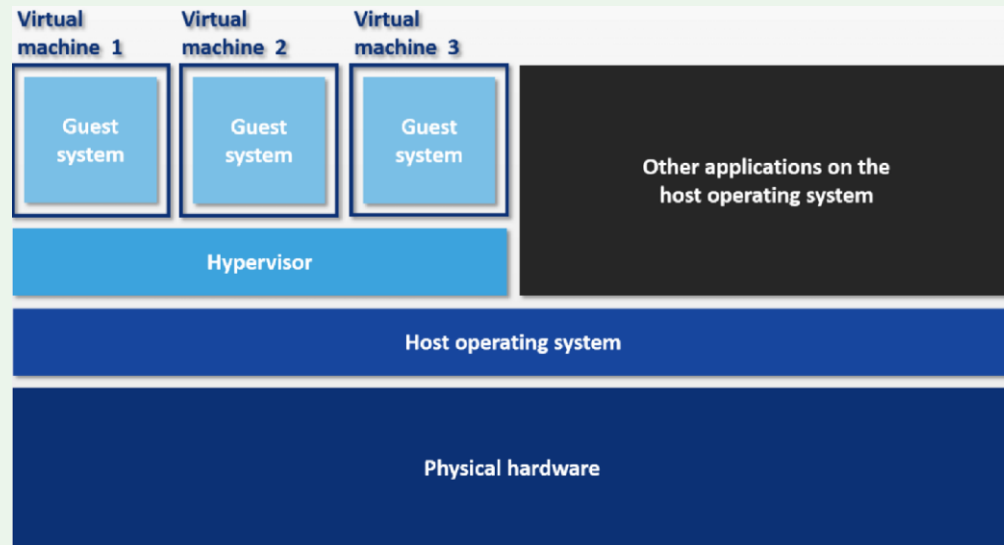 Virtual
machine 1
Virtual
machine 2
Virtual
machine 3
Guest
system
Guest
system
Guest
system
Other applications on the
host operating system
Hypervisor
Host operating system
Physical hardware